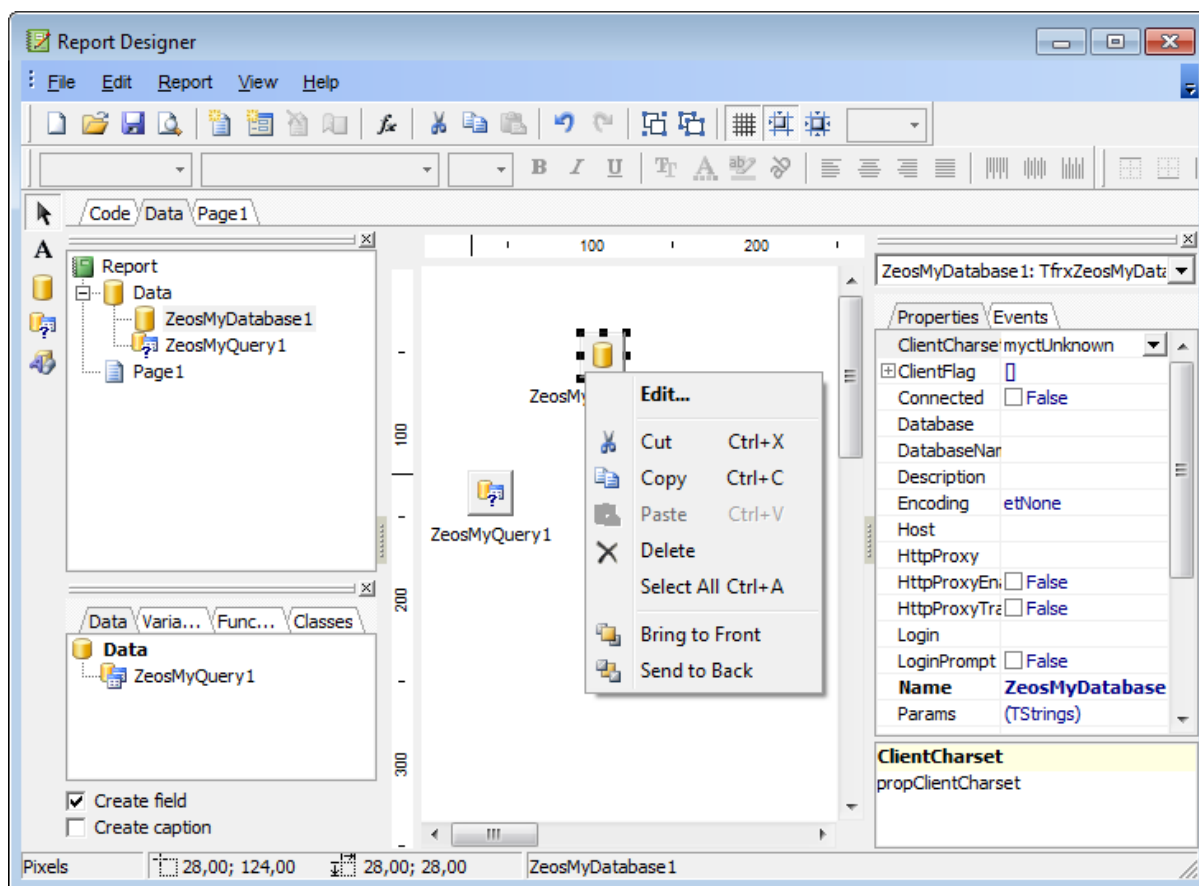 Report Designer
File Edit Report View Help
B I U
Code Data Page1
A
Report
Data
ZeosMyDatabase1
ZeosMyQuery1
Page1
Data Varia... Func... Classes
Data
ZeosMyQuery1
Create field
Create caption
100 200
100
200
300
ZeosMy
ZeosMyQuery1
Edit...
Cut Ctrl+X
Copy Ctrl+C
Paste Ctrl+V
Delete
Select All Ctrl+A
Bring to Front
Send to Back
ZeosMyDatabase1: TfrxZeosMyData
Properties Events
ClientCharset myctUnknown
ClientFlag []
Connected False
Database
DatabaseNar
Description
Encoding etNone
Host
HttpProxy
HttpProxyEn False
HttpProxyTra False
Login
LoginPrompt False
Name ZeosMyDatabase
Params (TStrings)
ClientCharset
propClientCharset
Pixels 28,00; 124,00 28,00; 28,00 ZeosMyDatabase1